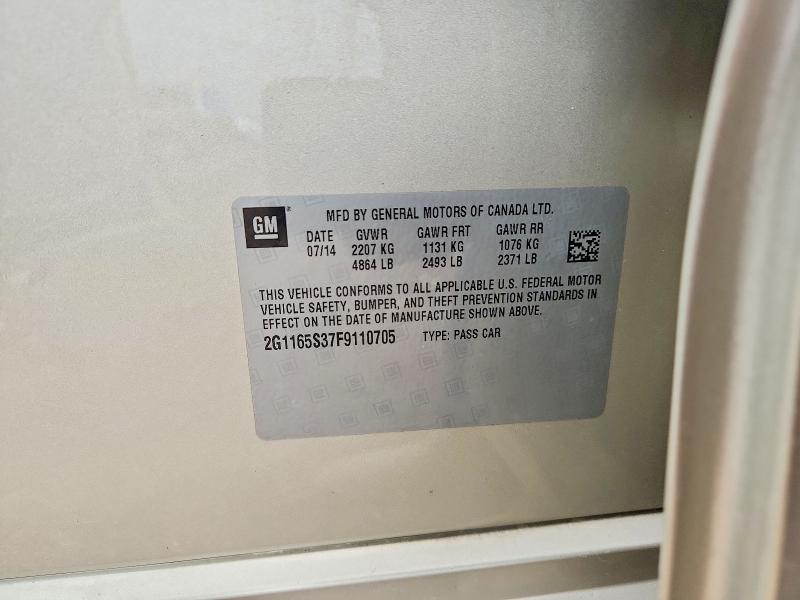 GM
MFD BY GENERAL MOTORS OF CANADA LTD.
DATE GVWR GAWR FRT GAWR RR
07/14 2207 KG 1131 KG 1076 KG
4864 LB 2493 LB 2371 LB
THIS VEHICLE CONFORMS TO ALL APPLICABLE U.S. FEDERAL MOTOR
VEHICLE SAFETY, BUMPER, AND THEFT PREVENTION STANDARDS IN
EFFECT ON THE DATE OF MANUFACTURE SHOWN ABOVE.
2G1165S37F9110705 TYPE: PASS CAR